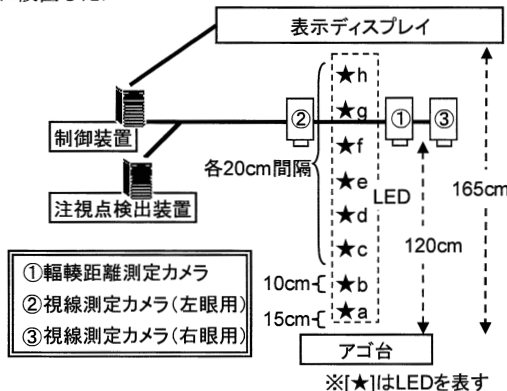 表示ディスプレイ
★h
★g
★f
★e
★d
★c
★b
★a
②
①
③
制御装置
注視点検出装置
各20cm間隔
LED
165cm
120cm
10cm
15cm
①輻輳距離測定カメラ
②視線測定カメラ(左眼用)
③視線測定カメラ(右眼用)
アゴ台
※[★]はLEDを表す